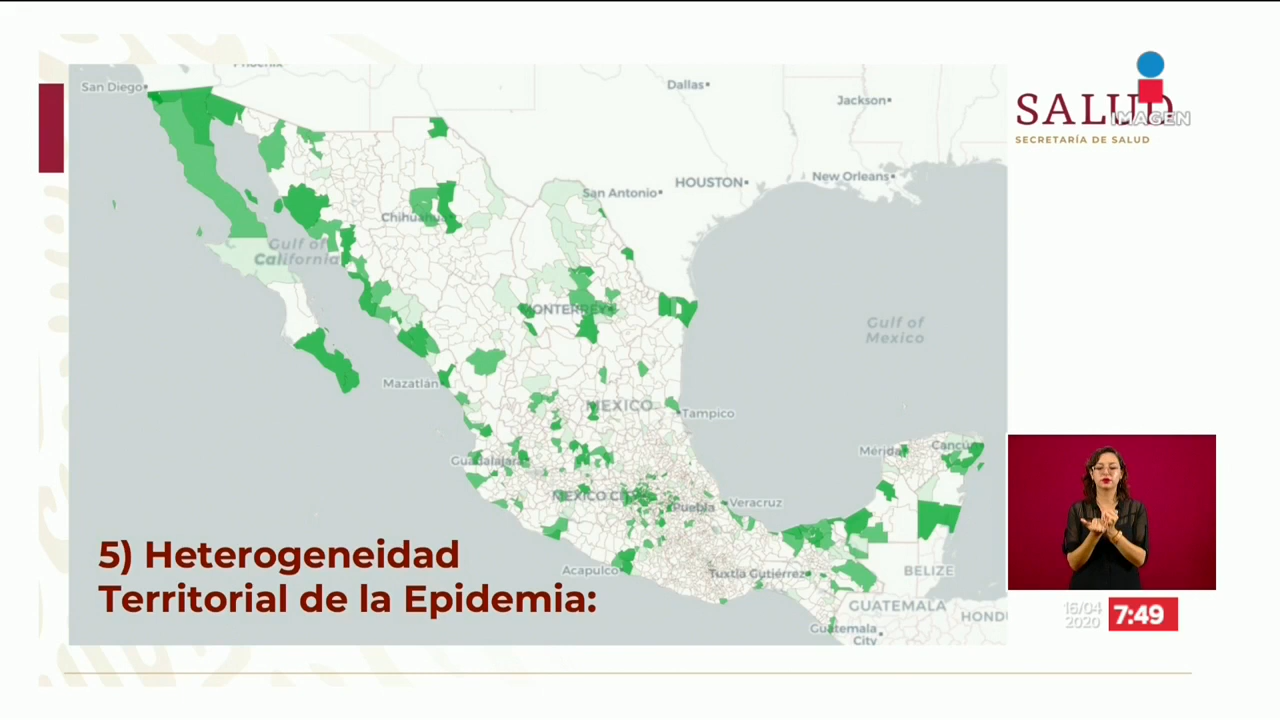 Phoenix
San Diego
Dallas
Jackson
SALUD
IMAGEN
SECRETARÍA DE SALUD
New Orleans
HOUSTON
San Antonio
Chihuahua
Gulf of
California
MONTERREY
Gulf of
Mexico
Mazatlán
MEXICO
Tampico
Mérida
Cancún
Guadalajara
MEXICO CITY
Veracruz
Puebla
5) Heterogeneidad
Territorial de la Epidemia:
Acapulco
Tuxtla Gutiérrez
BELIZE
GUATEMALA
HONDU
Guatemala
City
16/04
2020
7:49